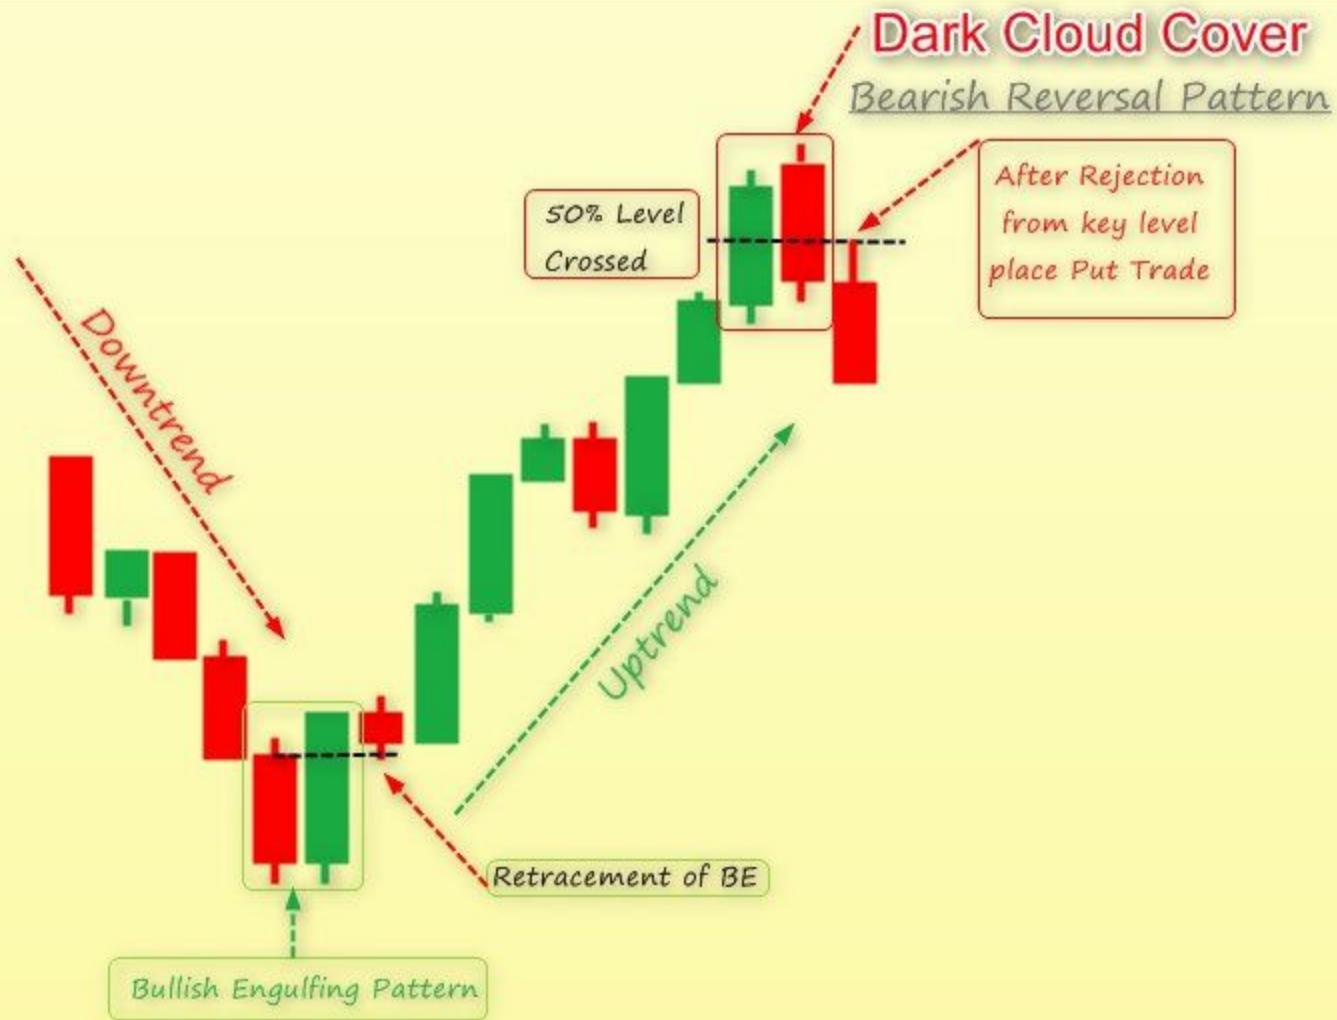 Dark Cloud Cover
Bearish Reversal Pattern
After Rejection
from key level
place Put Trade
50% Level
Crossed
Downtrend
Uptrend
Retracement of BE
Bullish Engulfing Pattern